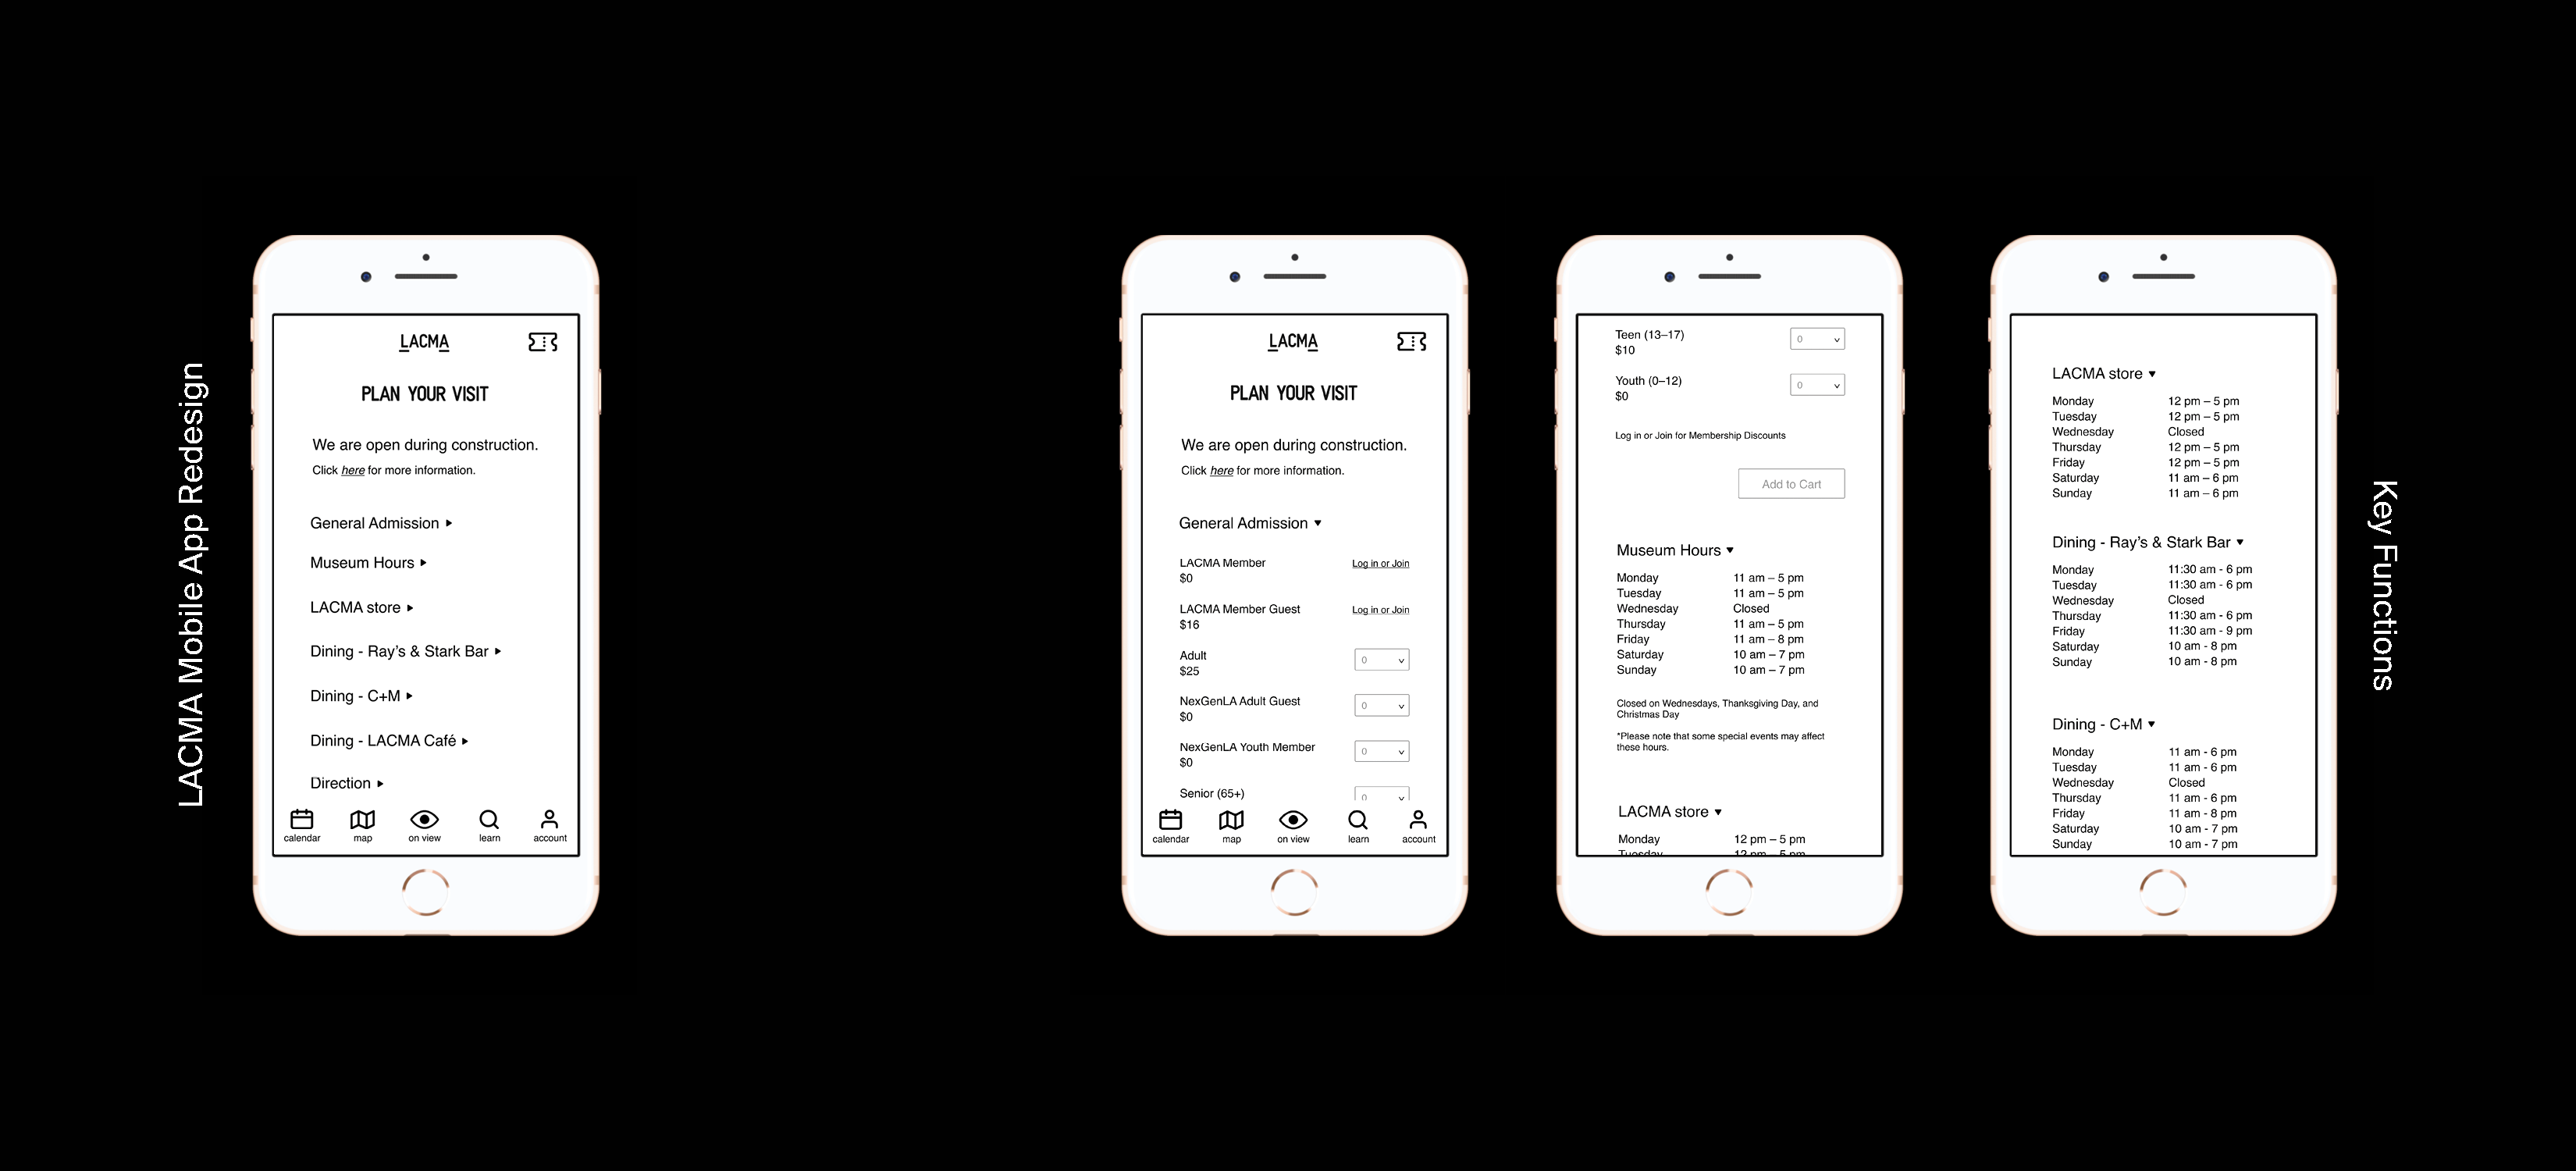 LACMA Mobile App Redesign
LACMA
PLAN YOUR VISIT
We are open during construction.
Click here for more information.
General Admission
Museum Hours
LACMA store
Dining - Ray's & Stark Bar
Dining - C+M
Dining - LACMA Café
Direction
calendar map on view learn account
LACMA
PLAN YOUR VISIT
We are open during construction.
Click here for more information.
General Admission
LACMA Member Log in or Join
$0
LACMA Member Guest Log in or Join
$16
Adult 0
$25
NexGenLA Adult Guest 0
$0
NexGenLA Youth Member 0
$0
Senior (65+) 0
calendar map on view learn account
Teen (13–17) 0
$10
Youth (0–12) 0
$0
Log in or Join for Membership Discounts
Add to Cart
Museum Hours
Monday 11 am – 5 pm
Tuesday 11 am – 5 pm
Wednesday Closed
Thursday 11 am – 5 pm
Friday 11 am – 8 pm
Saturday 10 am – 7 pm
Sunday 10 am – 7 pm
Closed on Wednesdays, Thanksgiving Day, and
Christmas Day
*Please note that some special events may affect
these hours.
LACMA store
Monday 12 pm – 5 pm
Tuesday 12 pm – 5 pm
LACMA store
Monday 12 pm – 5 pm
Tuesday 12 pm – 5 pm
Wednesday Closed
Thursday 12 pm – 5 pm
Friday 12 pm – 5 pm
Saturday 11 am – 6 pm
Sunday 11 am – 6 pm
Dining - Ray's & Stark Bar
Monday 11:30 am - 6 pm
Tuesday 11:30 am - 6 pm
Wednesday Closed
Thursday 11:30 am - 6 pm
Friday 11:30 am - 9 pm
Saturday 10 am - 8 pm
Sunday 10 am - 8 pm
Dining - C+M
Monday 11 am - 6 pm
Tuesday 11 am - 6 pm
Wednesday Closed
Thursday 11 am - 6 pm
Friday 11 am - 8 pm
Saturday 10 am - 7 pm
Sunday 10 am - 7 pm
Key Functions